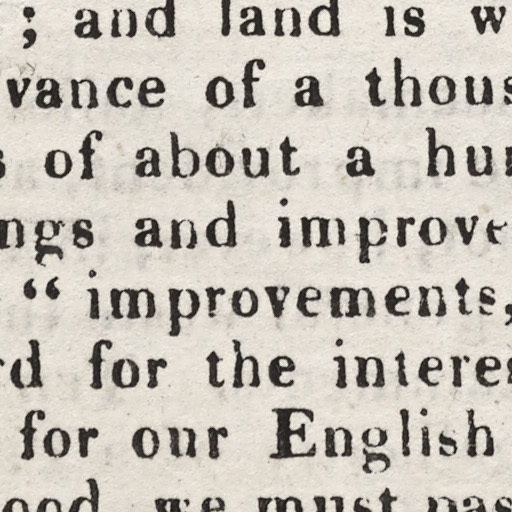 ; and land is w
vance of a thous
s of about a hun
ngs and improve
“ improvements,
rd for the interes
for our English
ood, we must pas